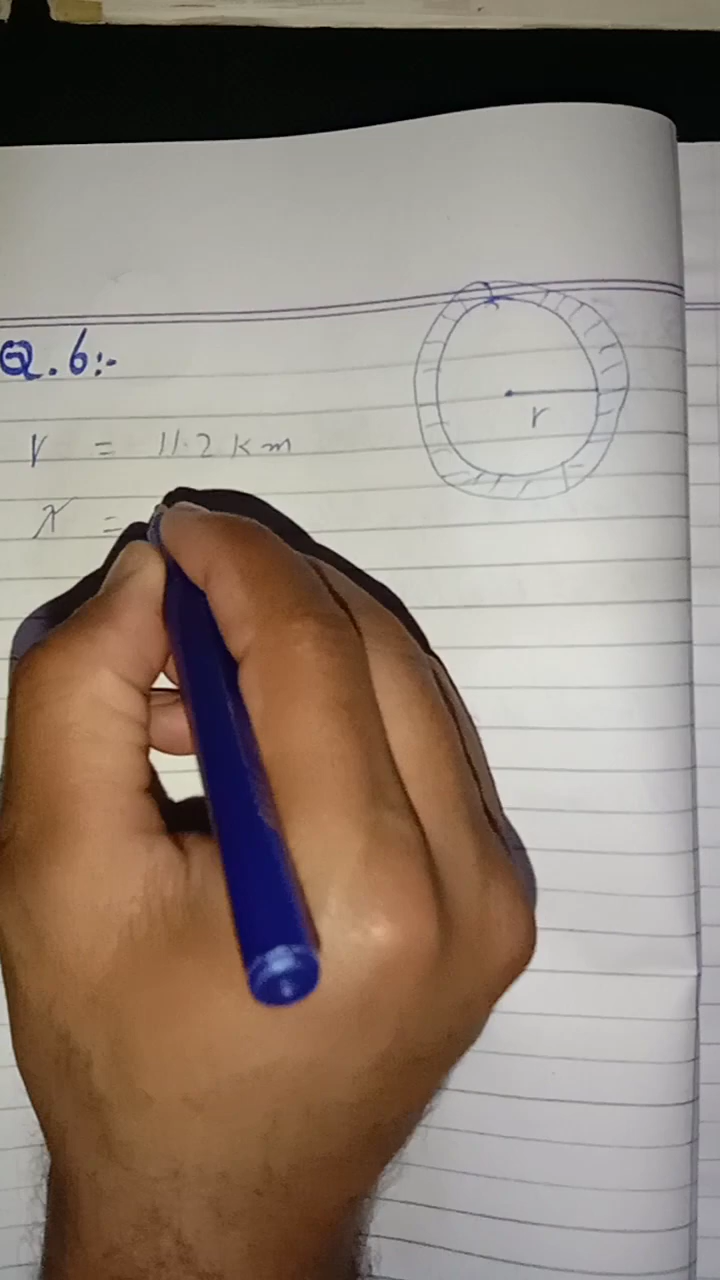 Q.6:-
r
r = 11.2 km
x =